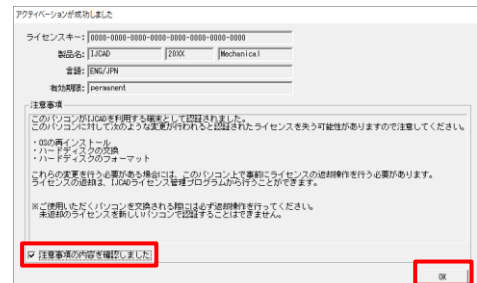 アクティベーションが成功しました
ライセンスキー: 0000-0000-0000-0000-0000-0000-0000-0000
製品名: IJCAD 20XX Mechanical
言語: ENG/JPN
有効期限: permanent
注意事項
このパソコンがIJCADを利用する端末として認証されました。
このパソコンに対して次のような変更が行われると認証されたライセンスを失う可能性がありますので注意してください。
・OSの再インストール
・ハードディスクの交換
・ハードディスクのフォーマット
これらの変更を行う必要がある場合には、このパソコン上で事前にライセンスの返却操作を行う必要があります。
ライセンスの返却は、IJCADライセンス管理プログラムから行うことができます。
※ご使用いただくパソコンを交換される際には必ず返却操作を行ってください。
未返却のライセンスを新しいパソコンで認証することはできません。
注意事項の内容を確認しました
OK